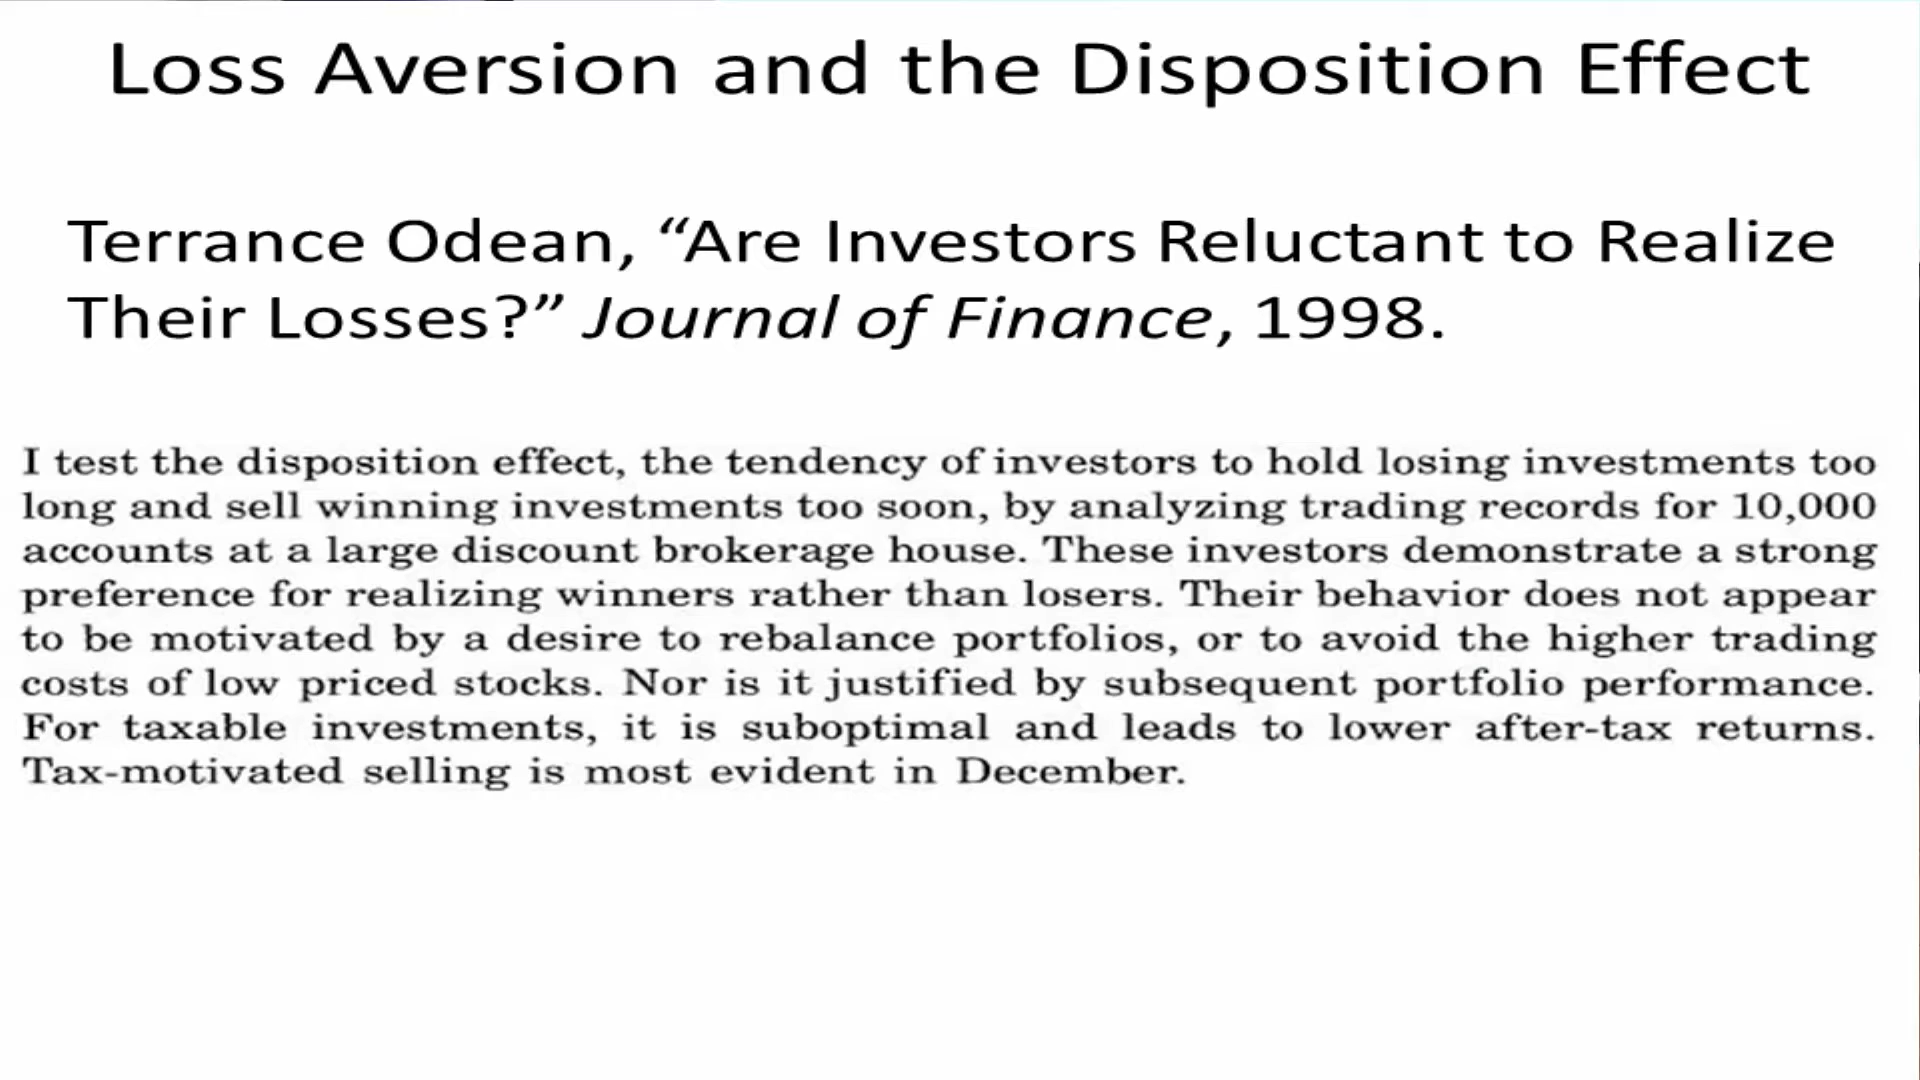 Loss Aversion and the Disposition Effect
Terrance Odean, “Are Investors Reluctant to Realize
Their Losses?” Journal of Finance, 1998.
I test the disposition effect, the tendency of investors to hold losing investments too
long and sell winning investments too soon, by analyzing trading records for 10,000
accounts at a large discount brokerage house. These investors demonstrate a strong
preference for realizing winners rather than losers. Their behavior does not appear
to be motivated by a desire to rebalance portfolios, or to avoid the higher trading
costs of low priced stocks. Nor is it justified by subsequent portfolio performance.
For taxable investments, it is suboptimal and leads to lower after-tax returns.
Tax-motivated selling is most evident in December.